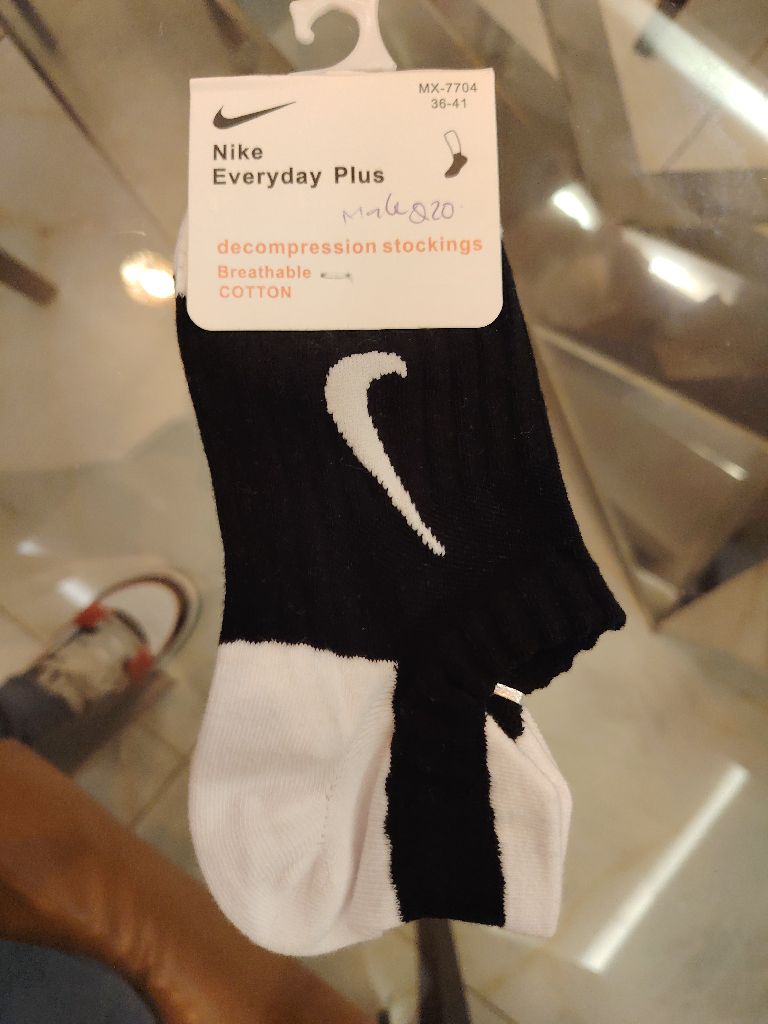 MX-7704
36-41
Nike
Everyday Plus
decompression stockings
Breathable
COTTON